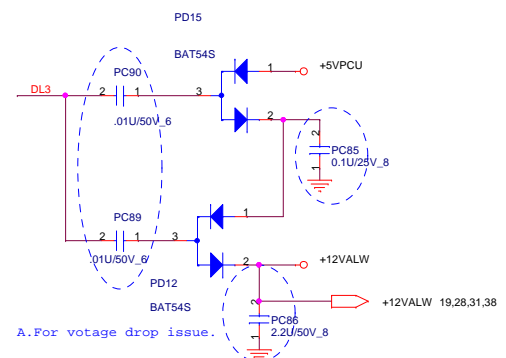 PD15
BAT54S
PC90
DL3
2
1
3
1
+5VPCU
.01U/50V_6
2
2
PC85
0.1U/25V_8
1
PC89
2
1
3
1
.01U/50V_6
2
+12VALW
PD12
BAT54S
2
+12VALW 19,28,31,38
PC86
2.2U/50V_8
1
A.For votage drop issue.